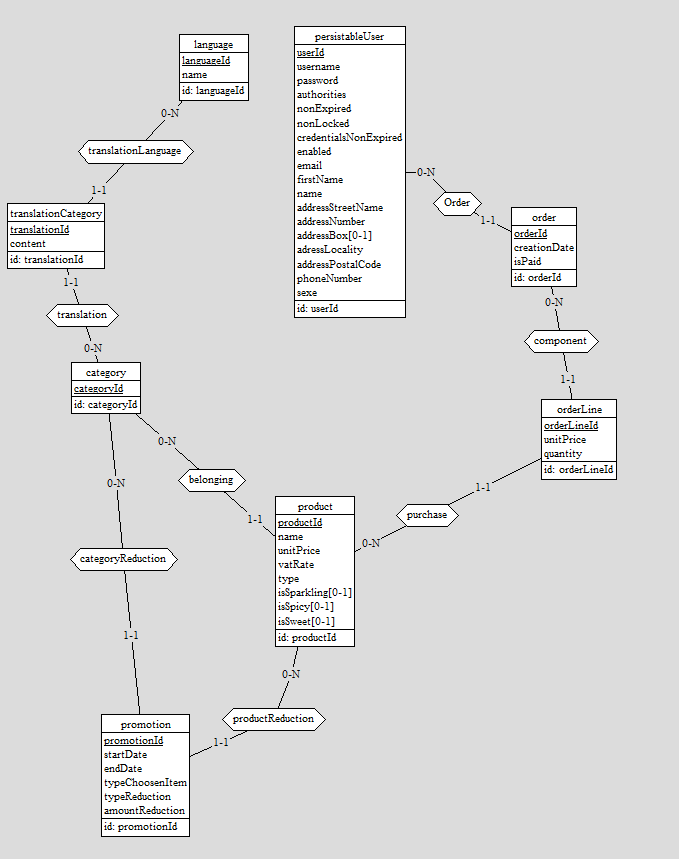 language
languageId
name
id: languageId
persistableUser
userId
username
password
authorities
nonExpired
nonLocked
credentialsNonExpired
enabled
email
firstName
name
addressStreetName
addressNumber
addressBox[0-1]
adressLocality
addressPostalCode
phoneNumber
sexe
id: userId
0-N
translationLanguage
1-1
0-N
Order
1-1
translationCategory
translationId
content
id: translationId
order
orderId
creationDate
isPaid
id: orderId
1-1
translation
0-N
0-N
component
1-1
category
categoryId
id: categoryId
orderLine
orderLineId
unitPrice
quantity
id: orderLineId
0-N
belonging
1-1
0-N
1-1
purchase
0-N
product
productId
name
unitPrice
vatRate
type
isSparkling[0-1]
isSpicy[0-1]
isSweet[0-1]
id: productId
categoryReduction
1-1
0-N
productReduction
1-1
promotion
promotionId
startDate
endDate
typeChoosenItem
typeReduction
amountReduction
id: promotionId